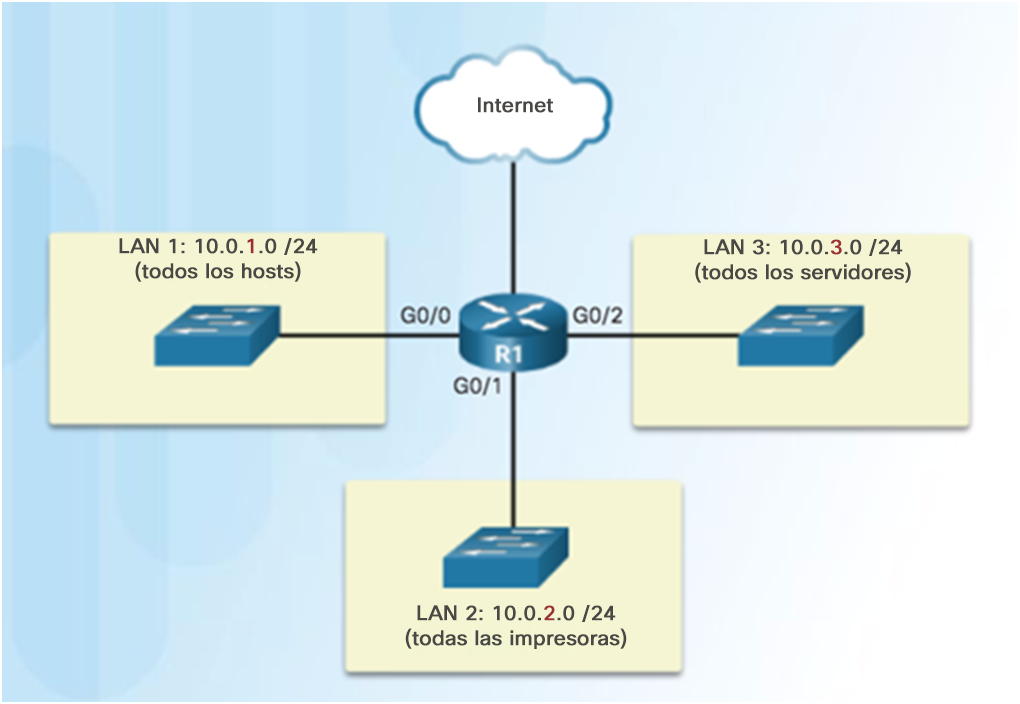 Internet
LAN 1: 10.0.1.0 /24
(todos los hosts)
LAN 3: 10.0.3.0 /24
(todos los servidores)
G0/0
G0/2
R1
G0/1
LAN 2: 10.0.2.0 /24
(todas las impresoras)